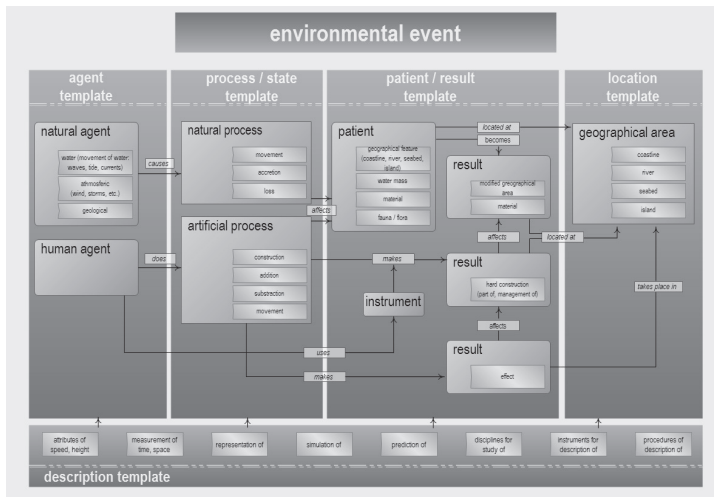 environmental event
agent
template
process / state
template
patient / result
template
location
template
natural agent
water (movement of water:
waves, tide, currents)
athmosferic
(wind, storms, etc.)
geological
human agent
causes
does
natural process
movement
accretion
loss
artificial process
construction
addition
substraction
movement
affects
patient
geographical feature
(coastline, river, seabed,
island)
water mass
material
fauna / flora
located at
becomes
result
modified greographical
area
material
affects
located at
makes
instrument
result
hard construction
(part of, management of)
affects
uses
makes
result
effect
geographical area
coastline
river
seabed
island
takes place in
attributes of
speed, height
measurement of
time, space
representation of
simulation of
prediction of
disciplines for
study of
instruments for
description of
procedures of
description of
description template